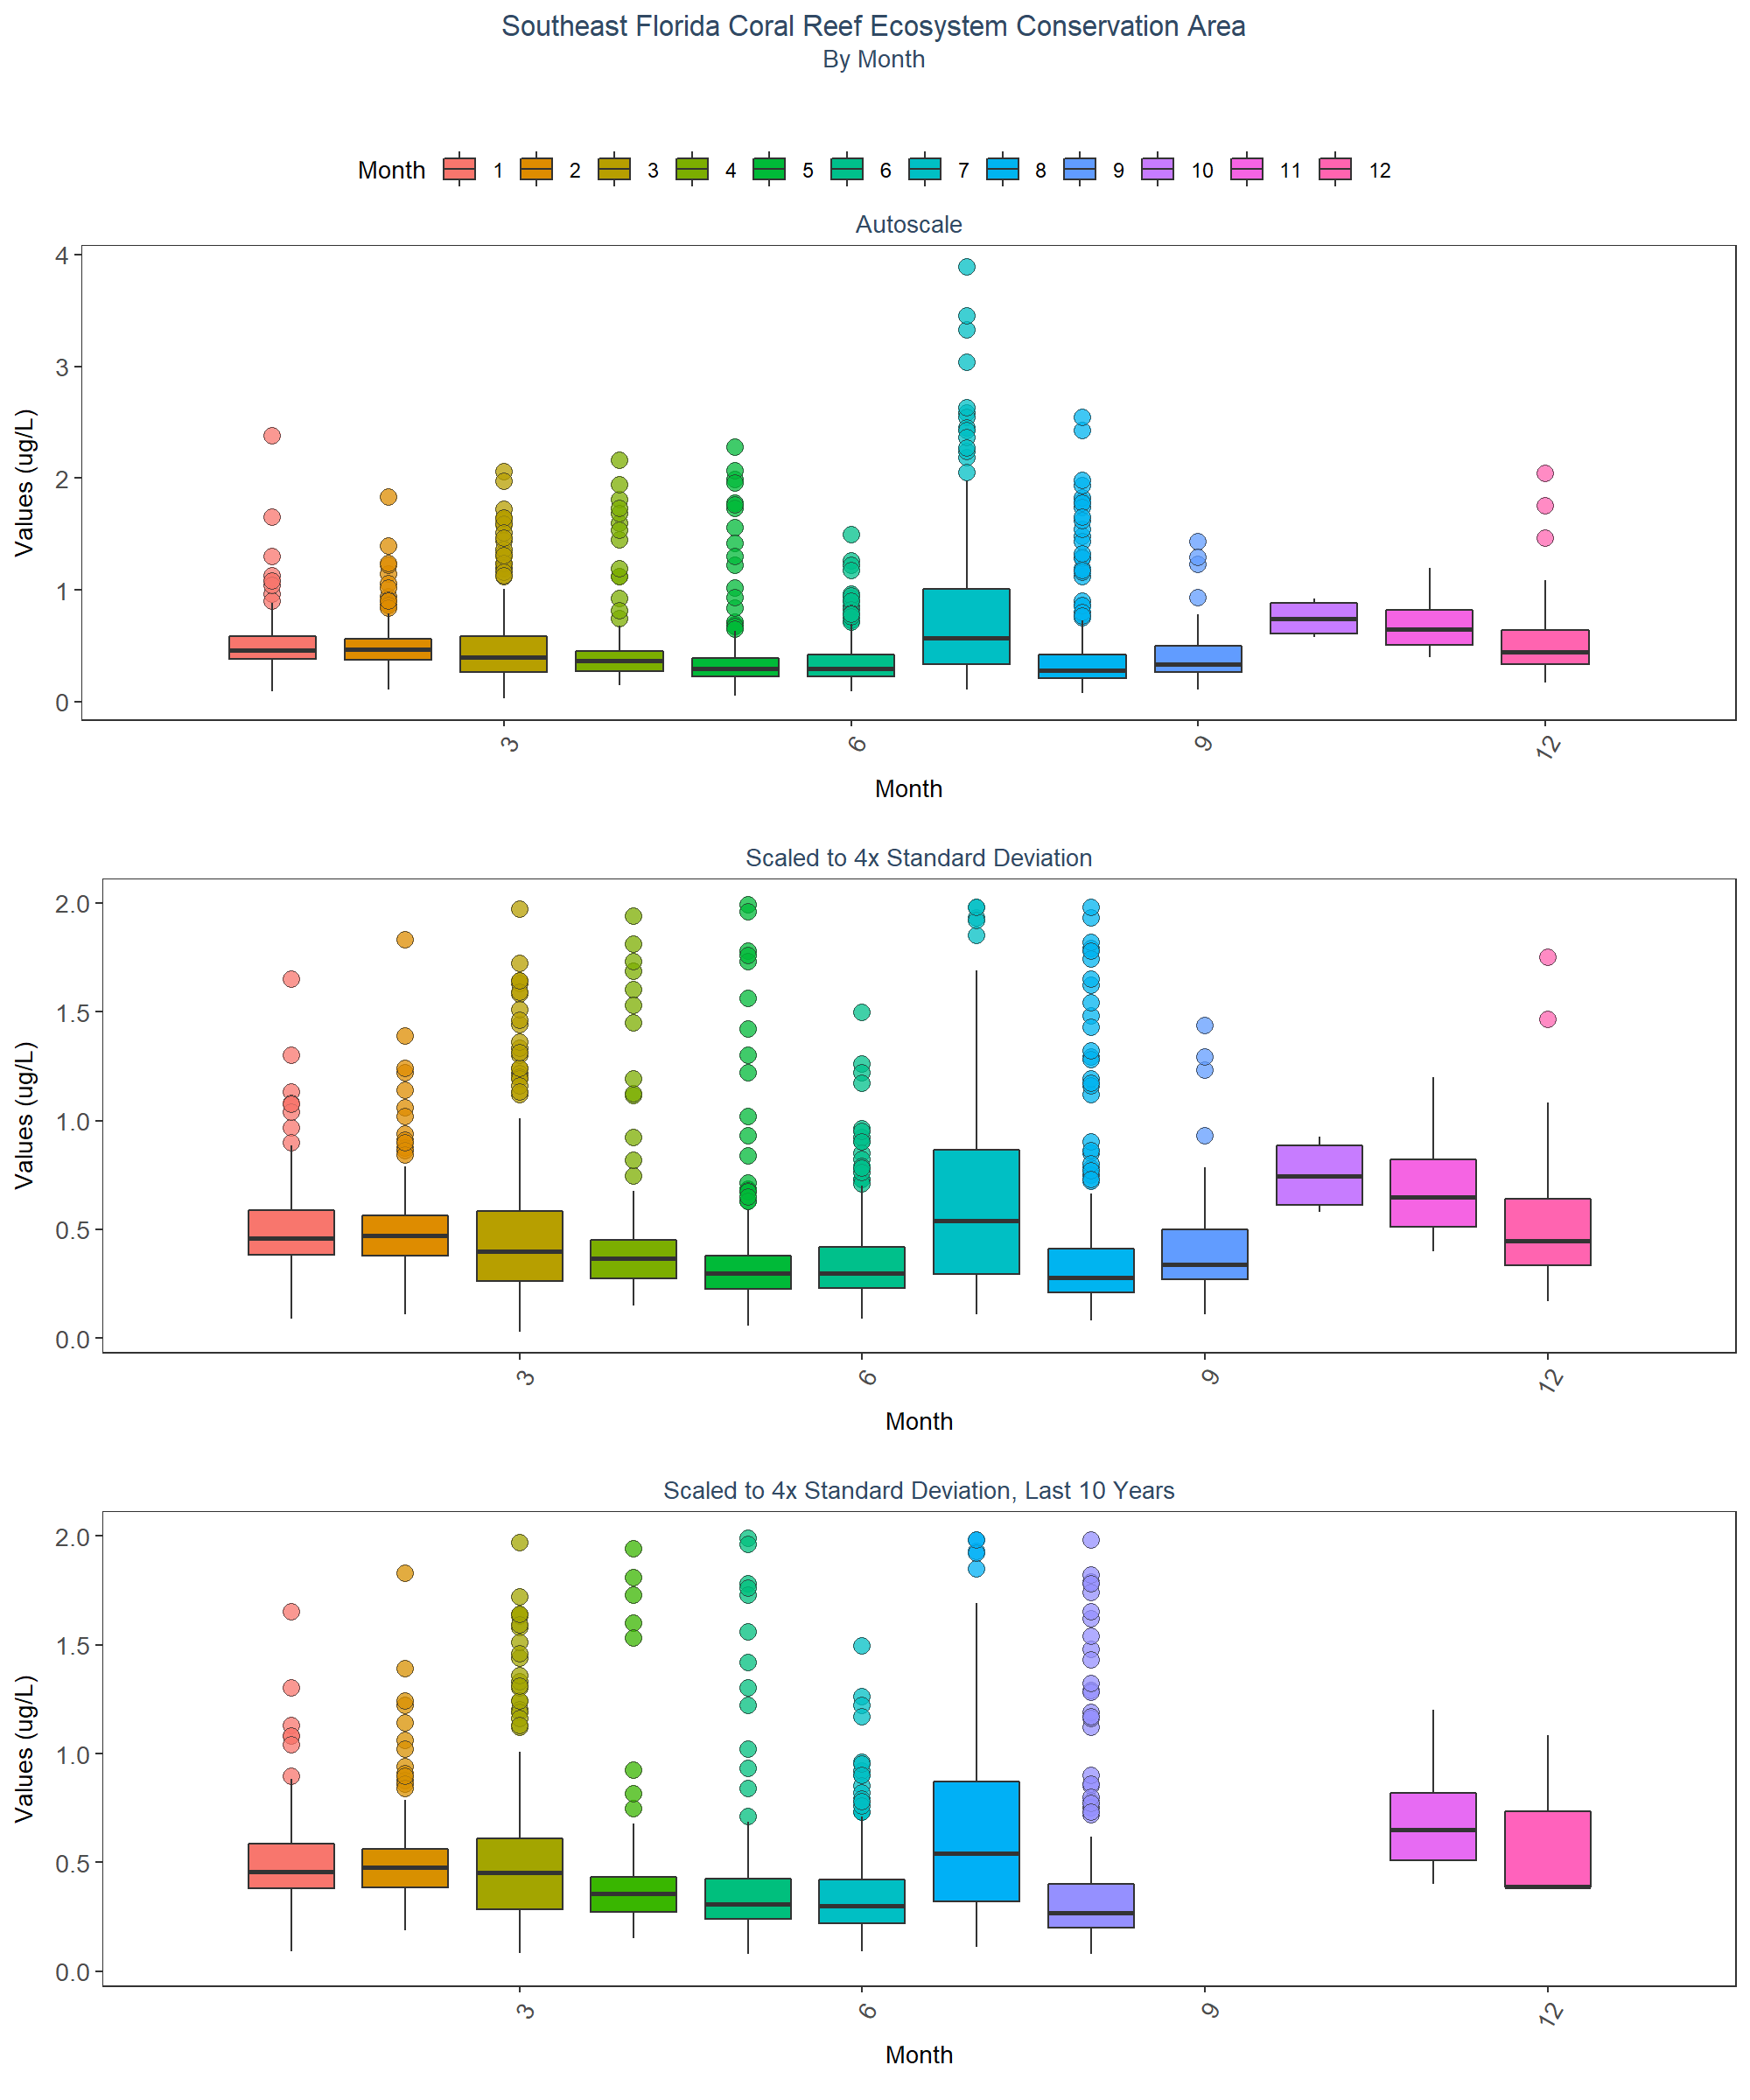 Southeast Florida Coral Reef Ecosystem Conservation Area
By Month
Month 1 2 3 4 5 6 7 8 9 10 11 12
Autoscale
4
3
2
1
0
Values (ug/L)
3 6 9 12
Month
Scaled to 4x Standard Deviation
2.0
1.5
1.0
0.5
0.0
Values (ug/L)
3 6 9 12
Month
Scaled to 4x Standard Deviation, Last 10 Years
2.0
1.5
1.0
0.5
0.0
Values (ug/L)
3 6 9 12
Month